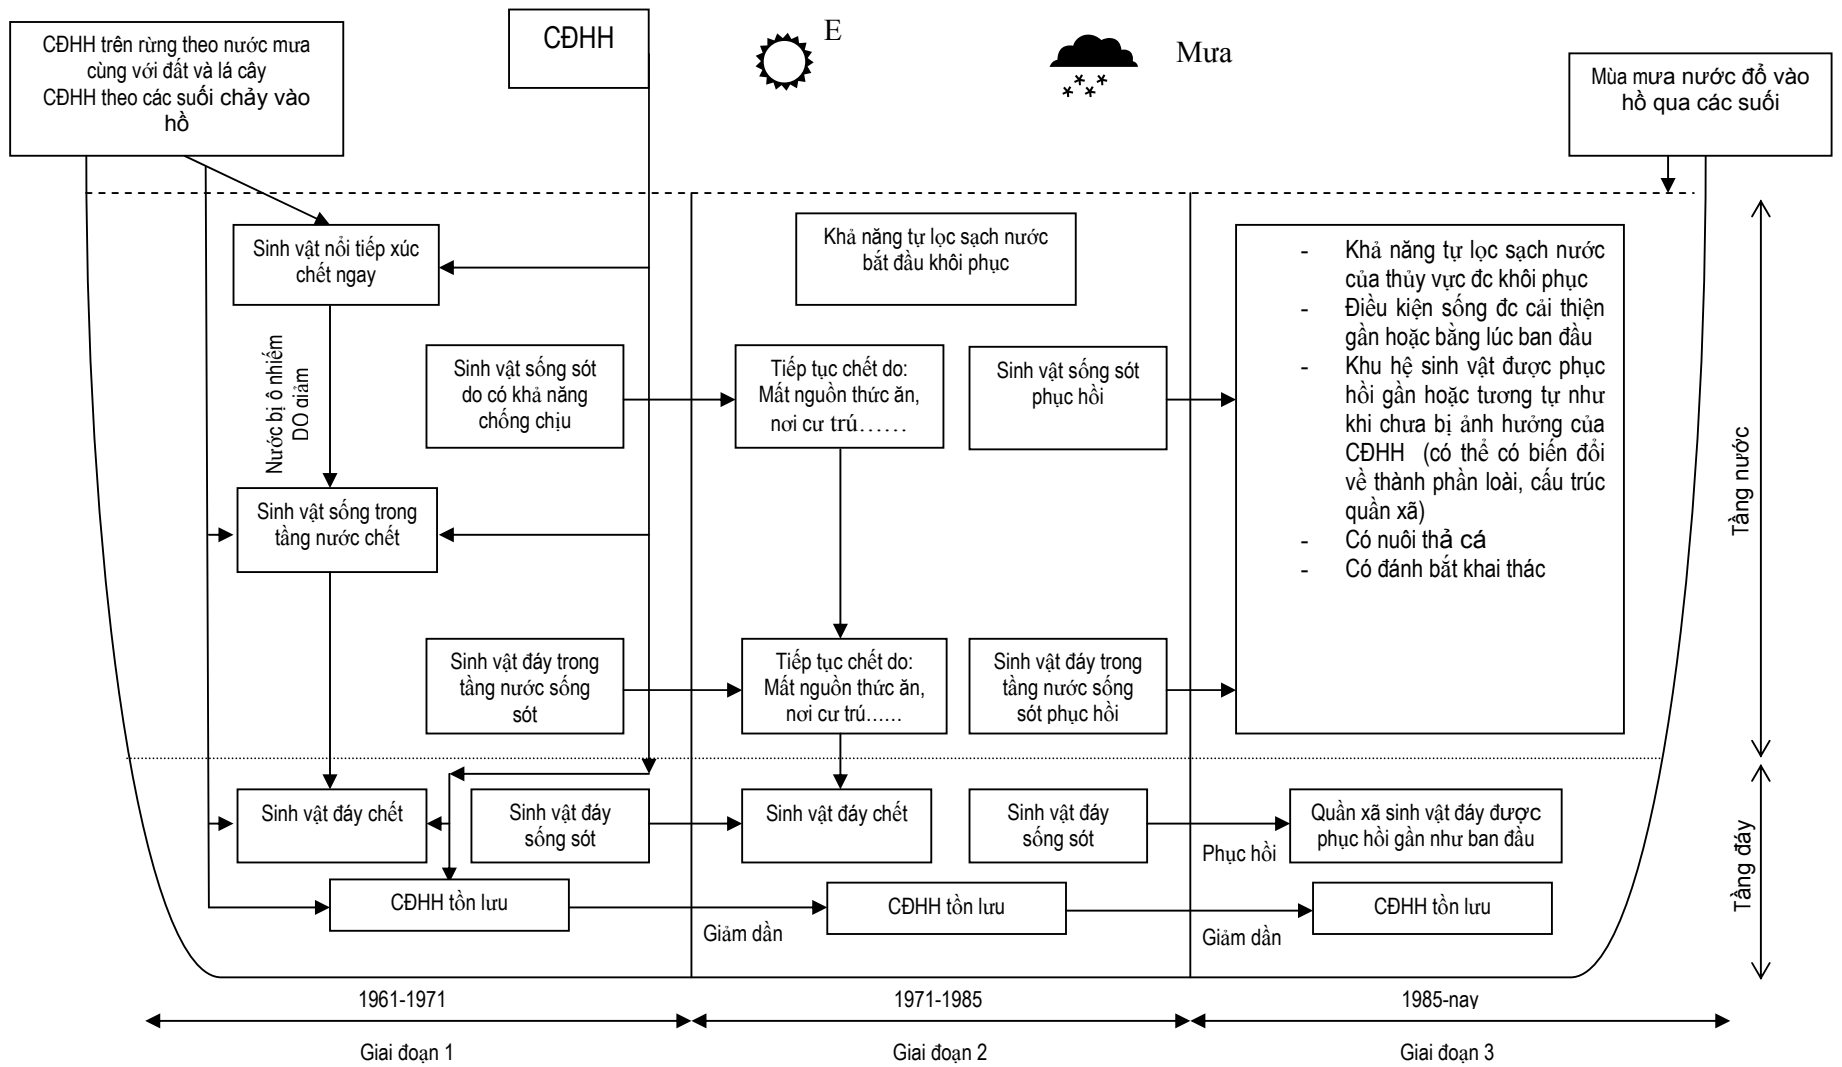 CĐHH trên rừng theo nước mưa
cùng với đất và lá cây
CĐHH theo các suối chảy vào
hồ
CĐHH
E
Mưa
Mùa mưa nước đổ vào
hồ qua các suối
Sinh vật nổi tiếp xúc
chết ngay
Nước bị ô nhiễm
DO giảm
Sinh vật sống sót
do có khả năng
chống chịu
Sinh vật sống trong
tầng nước chết
Sinh vật đáy trong
tầng nước sống
sót
Sinh vật đáy chết
Sinh vật đáy
sống sót
CĐHH tồn lưu
Giảm dần
Khả năng tự lọc sạch nước
bắt đầu khôi phục
Tiếp tục chết do:
Mất nguồn thức ăn,
nơi cư trú……
Sinh vật sống sót
phục hồi
Tiếp tục chết do:
Mất nguồn thức ăn,
nơi cư trú……
Sinh vật đáy trong
tầng nước sống
sót phục hồi
Sinh vật đáy chết
Sinh vật đáy
sống sót
CĐHH tồn lưu
- Khả năng tự lọc sạch nước
của thủy vực đc khôi phục
- Điều kiện sống đc cải thiện
gần hoặc bằng lúc ban đầu
- Khu hệ sinh vật được phục
hồi gần hoặc tương tự như
khi chưa bị ảnh hưởng của
CĐHH (có thể có biến đổi
về thành phần loài, cấu trúc
quần xã)
- Có nuôi thả cá
- Có đánh bắt khai thác
Phục hồi
Quần xã sinh vật đáy được
phục hồi gần như ban đầu
Giảm dần
CĐHH tồn lưu
Tầng nước
Tầng đáy
1961-1971
1971-1985
1985-nay
Giai đoạn 1
Giai đoạn 2
Giai đoạn 3